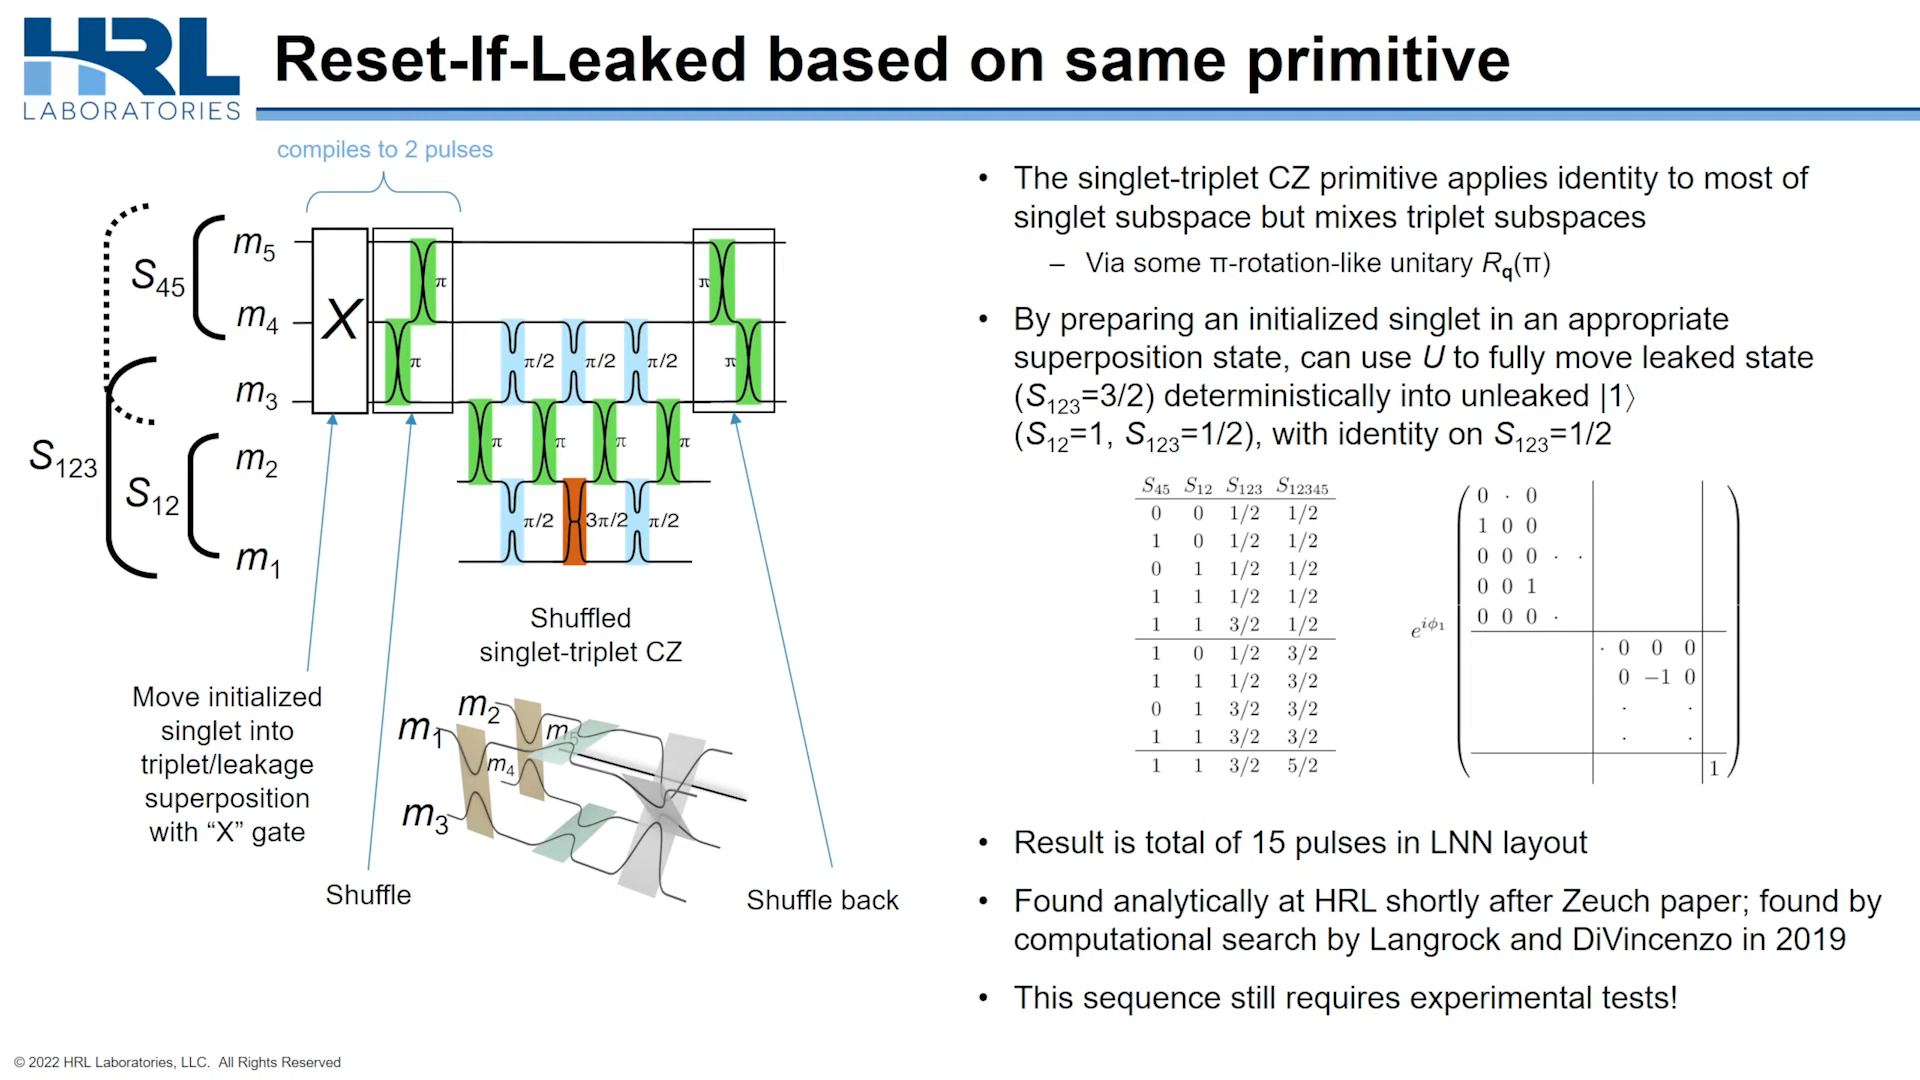 HRL
LABORATORIES
Reset-If-Leaked based on same primitive
compiles to 2 pulses
S45
S123
S12
m5
m4
m3
m2
m1
X
π
π
π/2
π/2
π/2
π
π
π
π
π/2
3π/2
π/2
π
π
Shuffled
singlet-triplet CZ
Move initialized
singlet into
triplet/leakage
superposition
with “X” gate
Shuffle
m2
m1
m5
m4
m3
Shuffle back
• The singlet-triplet CZ primitive applies identity to most of
singlet subspace but mixes triplet subspaces
– Via some π-rotation-like unitary Rq(π)
• By preparing an initialized singlet in an appropriate
superposition state, can use U to fully move leaked state
(S123=3/2) deterministically into unleaked |1⟩
(S12=1, S123=1/2), with identity on S123=1/2
S45 S12 S123 S12345
0 0 1/2 1/2
1 0 1/2 1/2
0 1 1/2 1/2
1 1 1/2 1/2
1 1 3/2 1/2
1 0 1/2 3/2
1 1 1/2 3/2
0 1 3/2 3/2
1 1 3/2 3/2
1 1 3/2 5/2
e^iϕ1
0 · 0
1 0 0
0 0 0 · ·
0 0 1
0 0 0 ·
· 0 0 0
0 −1 0
· ·
· ·
1
• Result is total of 15 pulses in LNN layout
• Found analytically at HRL shortly after Zeuch paper; found by
computational search by Langrock and DiVincenzo in 2019
• This sequence still requires experimental tests!
© 2022 HRL Laboratories, LLC. All Rights Reserved